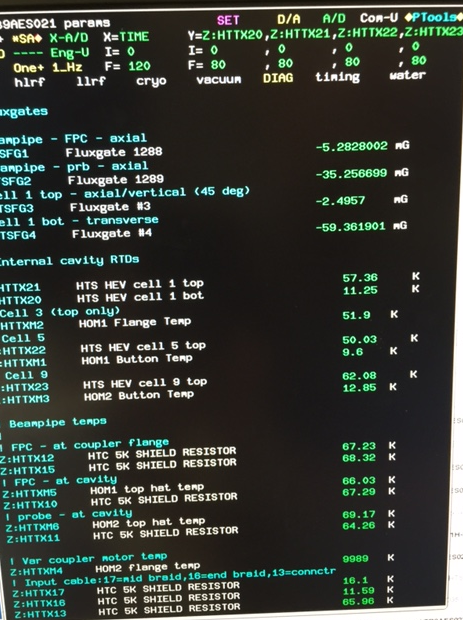 39AES021 params SET D/A A/D Com-U ◆PTools◆
*SA◆ X-A/D X=TIME Y=Z:HTTX20,Z:HTTX21,Z:HTTX22,Z:HTTX23
---- Eng-U I= 0 I= 0 , 0 , 0 , 0
One+ 1_Hz F= 120 F= 80 , 80 , 80 , 80
hlrf llrf cryo vacuum DIAG timing water
uxgates
ampipe - FPC - axial
TSFG1 Fluxgate 1288 -5.2828002 mG
ampipe - prb - axial
TSFG2 Fluxgate 1289 -35.256699 mG
ell 1 top - axial/vertical (45 deg)
TSFG3 Fluxgate #3 -2.4957 mG
ell 1 bot - transverse
TSFG4 Fluxgate #4 -59.361901 mG
Internal cavity RTDs
HTTX21 HTS HEV cell 1 top 57.36 K
HTTX20 HTS HEV cell 1 bot 11.25 K
Cell 3 (top only)
HTTXM2 HOM1 Flange Temp 51.9 K
Cell 5
:HTTX22 HTS HEV cell 5 top 50.03 K
:HTTXM1 HOM1 Button Temp 9.6 K
Cell 9
:HTTX23 HTS HEV cell 9 top 62.08 K
:HTTXM3 HOM2 Button Temp 12.85 K
Beampipe temps
! FPC - at coupler flange
Z:HTTX12 HTC 5K SHIELD RESISTOR 67.23 K
Z:HTTX15 HTC 5K SHIELD RESISTOR 68.32 K
! FPC - at cavity
Z:HTTXM5 HOM1 top hat temp 66.03 K
Z:HTTX10 HTC 5K SHIELD RESISTOR 67.29 K
! probe - at cavity
Z:HTTXM6 HOM2 top hat temp 69.17 K
Z:HTTX11 HTC 5K SHIELD RESISTOR 64.26 K
! Var coupler motor temp
Z:HTTXM4 HOM2 flange temp 9989 K
! Input cable:17=mid braid,16=end braid,13=connctr
Z:HTTX17 HTC 5K SHIELD RESISTOR 16.1 K
Z:HTTX16 HTC 5K SHIELD RESISTOR 11.59 K
Z:HTTX13 HTC 5K SHIELD RESISTOR 65.96 K